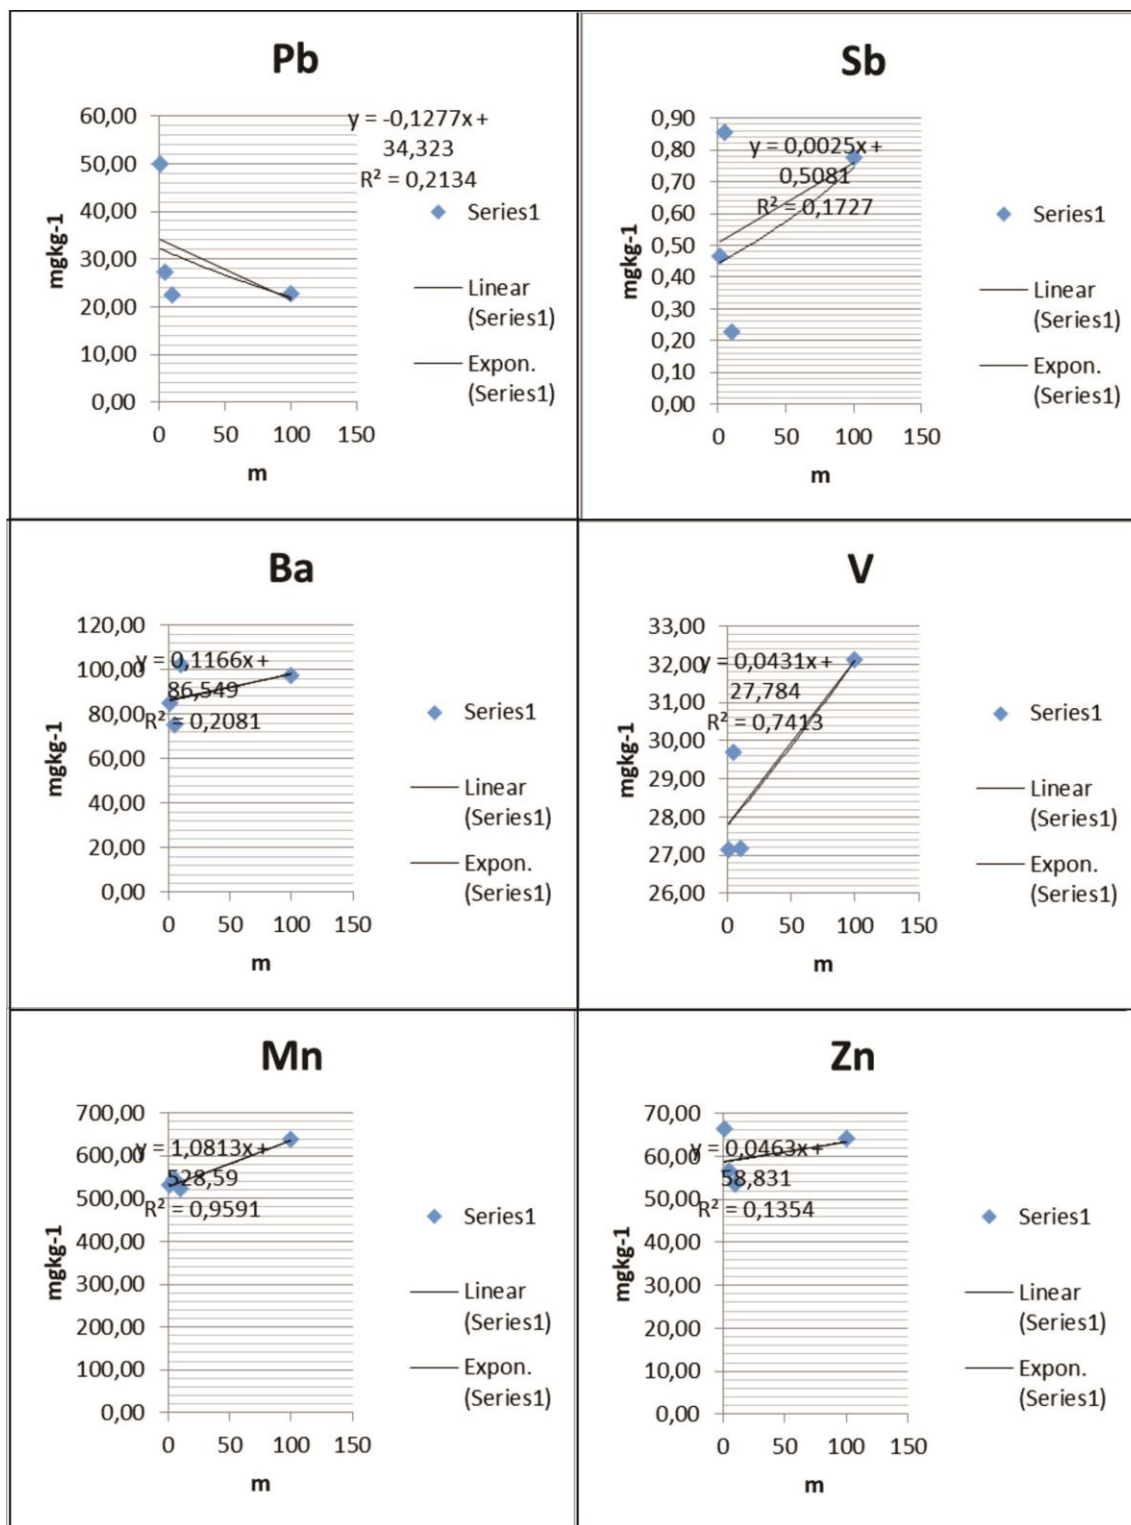 Pb
60,00
50,00
40,00
30,00
20,00
10,00
0,00
mgkg-1
y = -0,1277x +
34,323
R² = 0,2134
Series1
Linear
(Series1)
Expon.
(Series1)
0 50 100 150
m
Sb
0,90
0,80
0,70
0,60
0,50
0,40
0,30
0,20
0,10
0,00
mgkg-1
y = 0,0025x +
0,5081
R² = 0,1727
Series1
Linear
(Series1)
Expon.
(Series1)
0 50 100 150
m
Ba
120,00
100,00
80,00
60,00
40,00
20,00
0,00
mgkg-1
y = 0,1166x +
86,549
R² = 0,2081
Series1
Linear
(Series1)
Expon.
(Series1)
0 50 100 150
m
V
33,00
32,00
31,00
30,00
29,00
28,00
27,00
26,00
mgkg-1
y = 0,0431x +
27,784
R² = 0,7413
Series1
Linear
(Series1)
Expon.
(Series1)
0 50 100 150
m
Mn
700,00
600,00
500,00
400,00
300,00
200,00
100,00
0,00
mgkg-1
y = 1,0813x +
528,59
R² = 0,9591
Series1
Linear
(Series1)
Expon.
(Series1)
0 50 100 150
m
Zn
70,00
60,00
50,00
40,00
30,00
20,00
10,00
0,00
mgkg-1
y = 0,0463x +
58,831
R² = 0,1354
Series1
Linear
(Series1)
Expon.
(Series1)
0 50 100 150
m